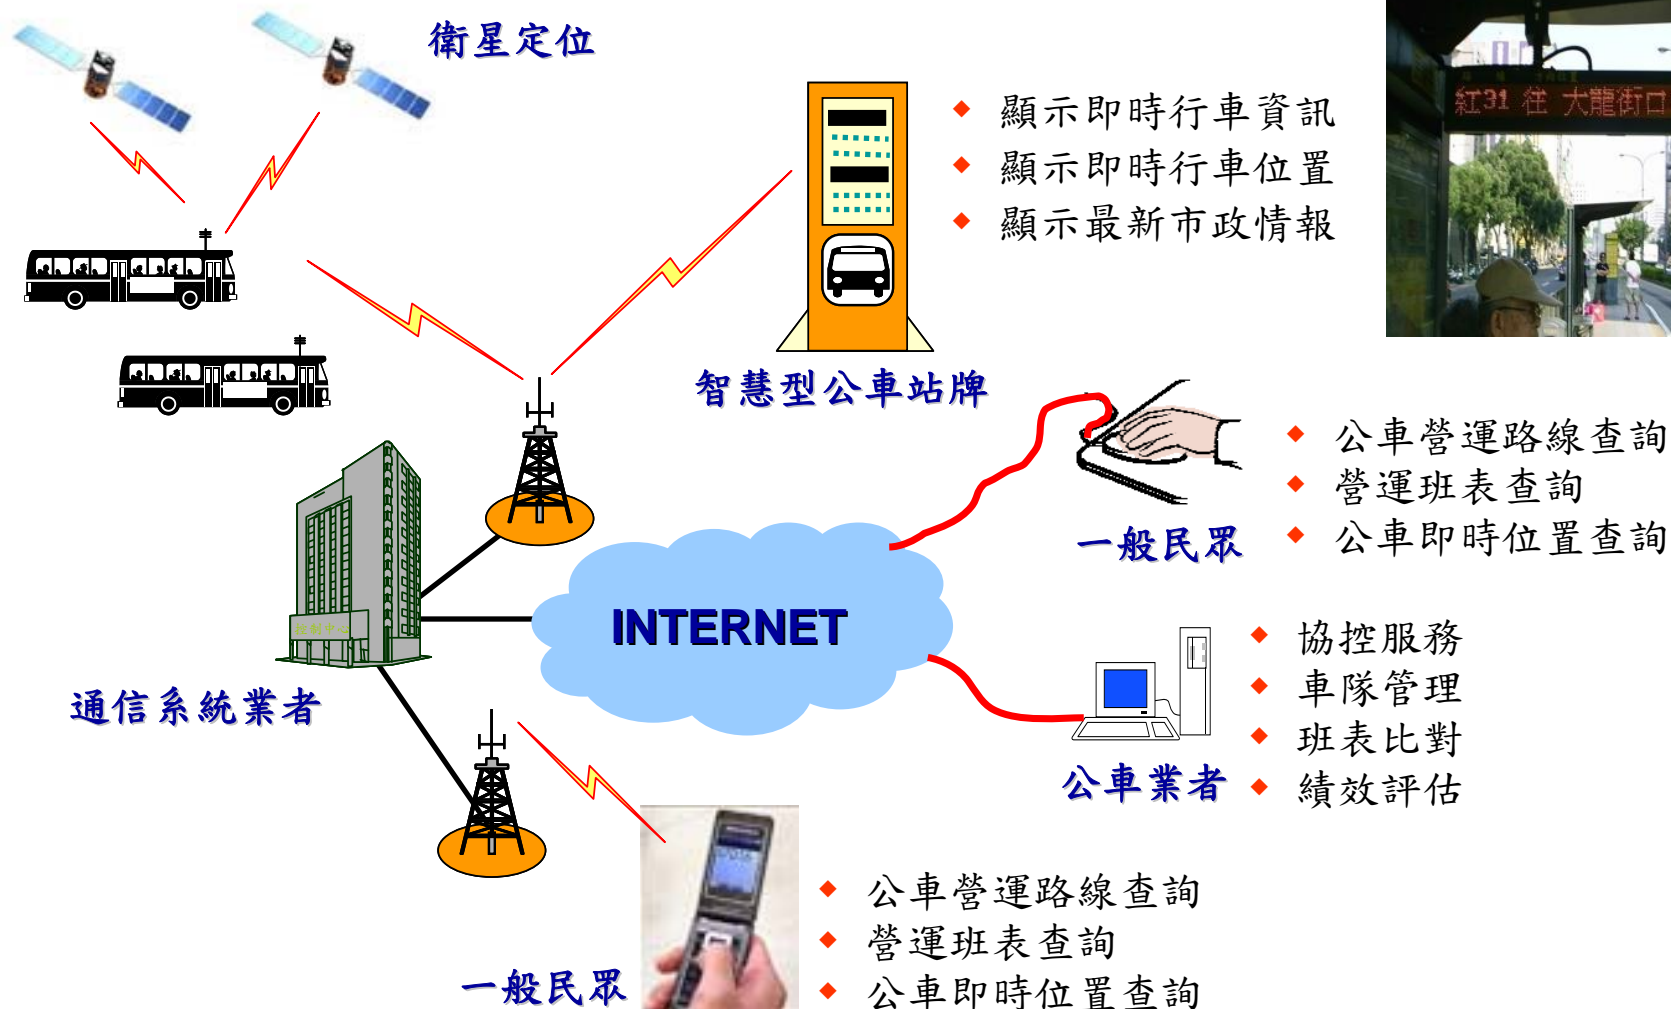 衛星定位
顯示即時行車資訊
顯示即時行車位置
顯示最新市政情報
紅31 往 大龍街口
智慧型公車站牌
公車營運路線查詢
營運班表查詢
公車即時位置查詢
一般民眾
INTERNET
控制中心
通信系統業者
協控服務
車隊管理
班表比對
績效評估
公車業者
公車營運路線查詢
營運班表查詢
公車即時位置查詢
一般民眾